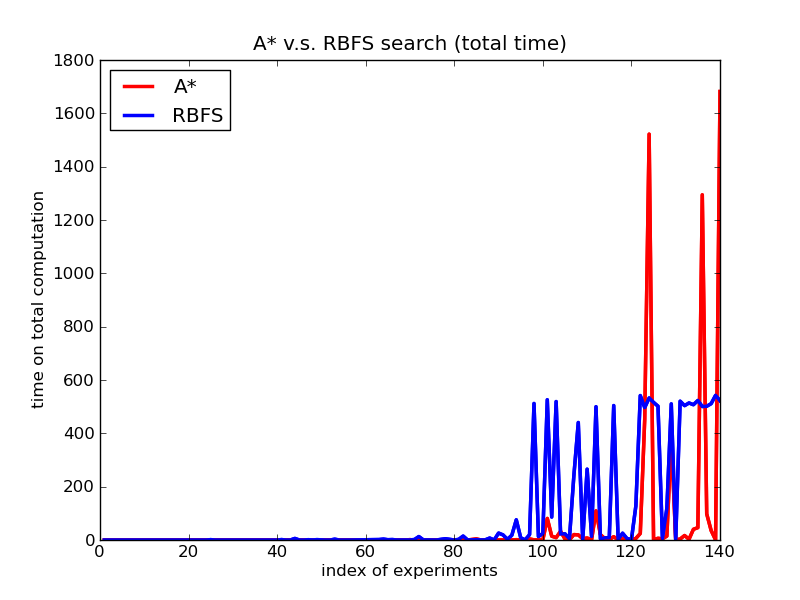 A* v.s. RBFS search (total time)
1800
1600
1400
1200
1000
800
600
400
200
0
time on total computation
A*
RBFS
0 20 40 60 80 100 120 140
index of experiments